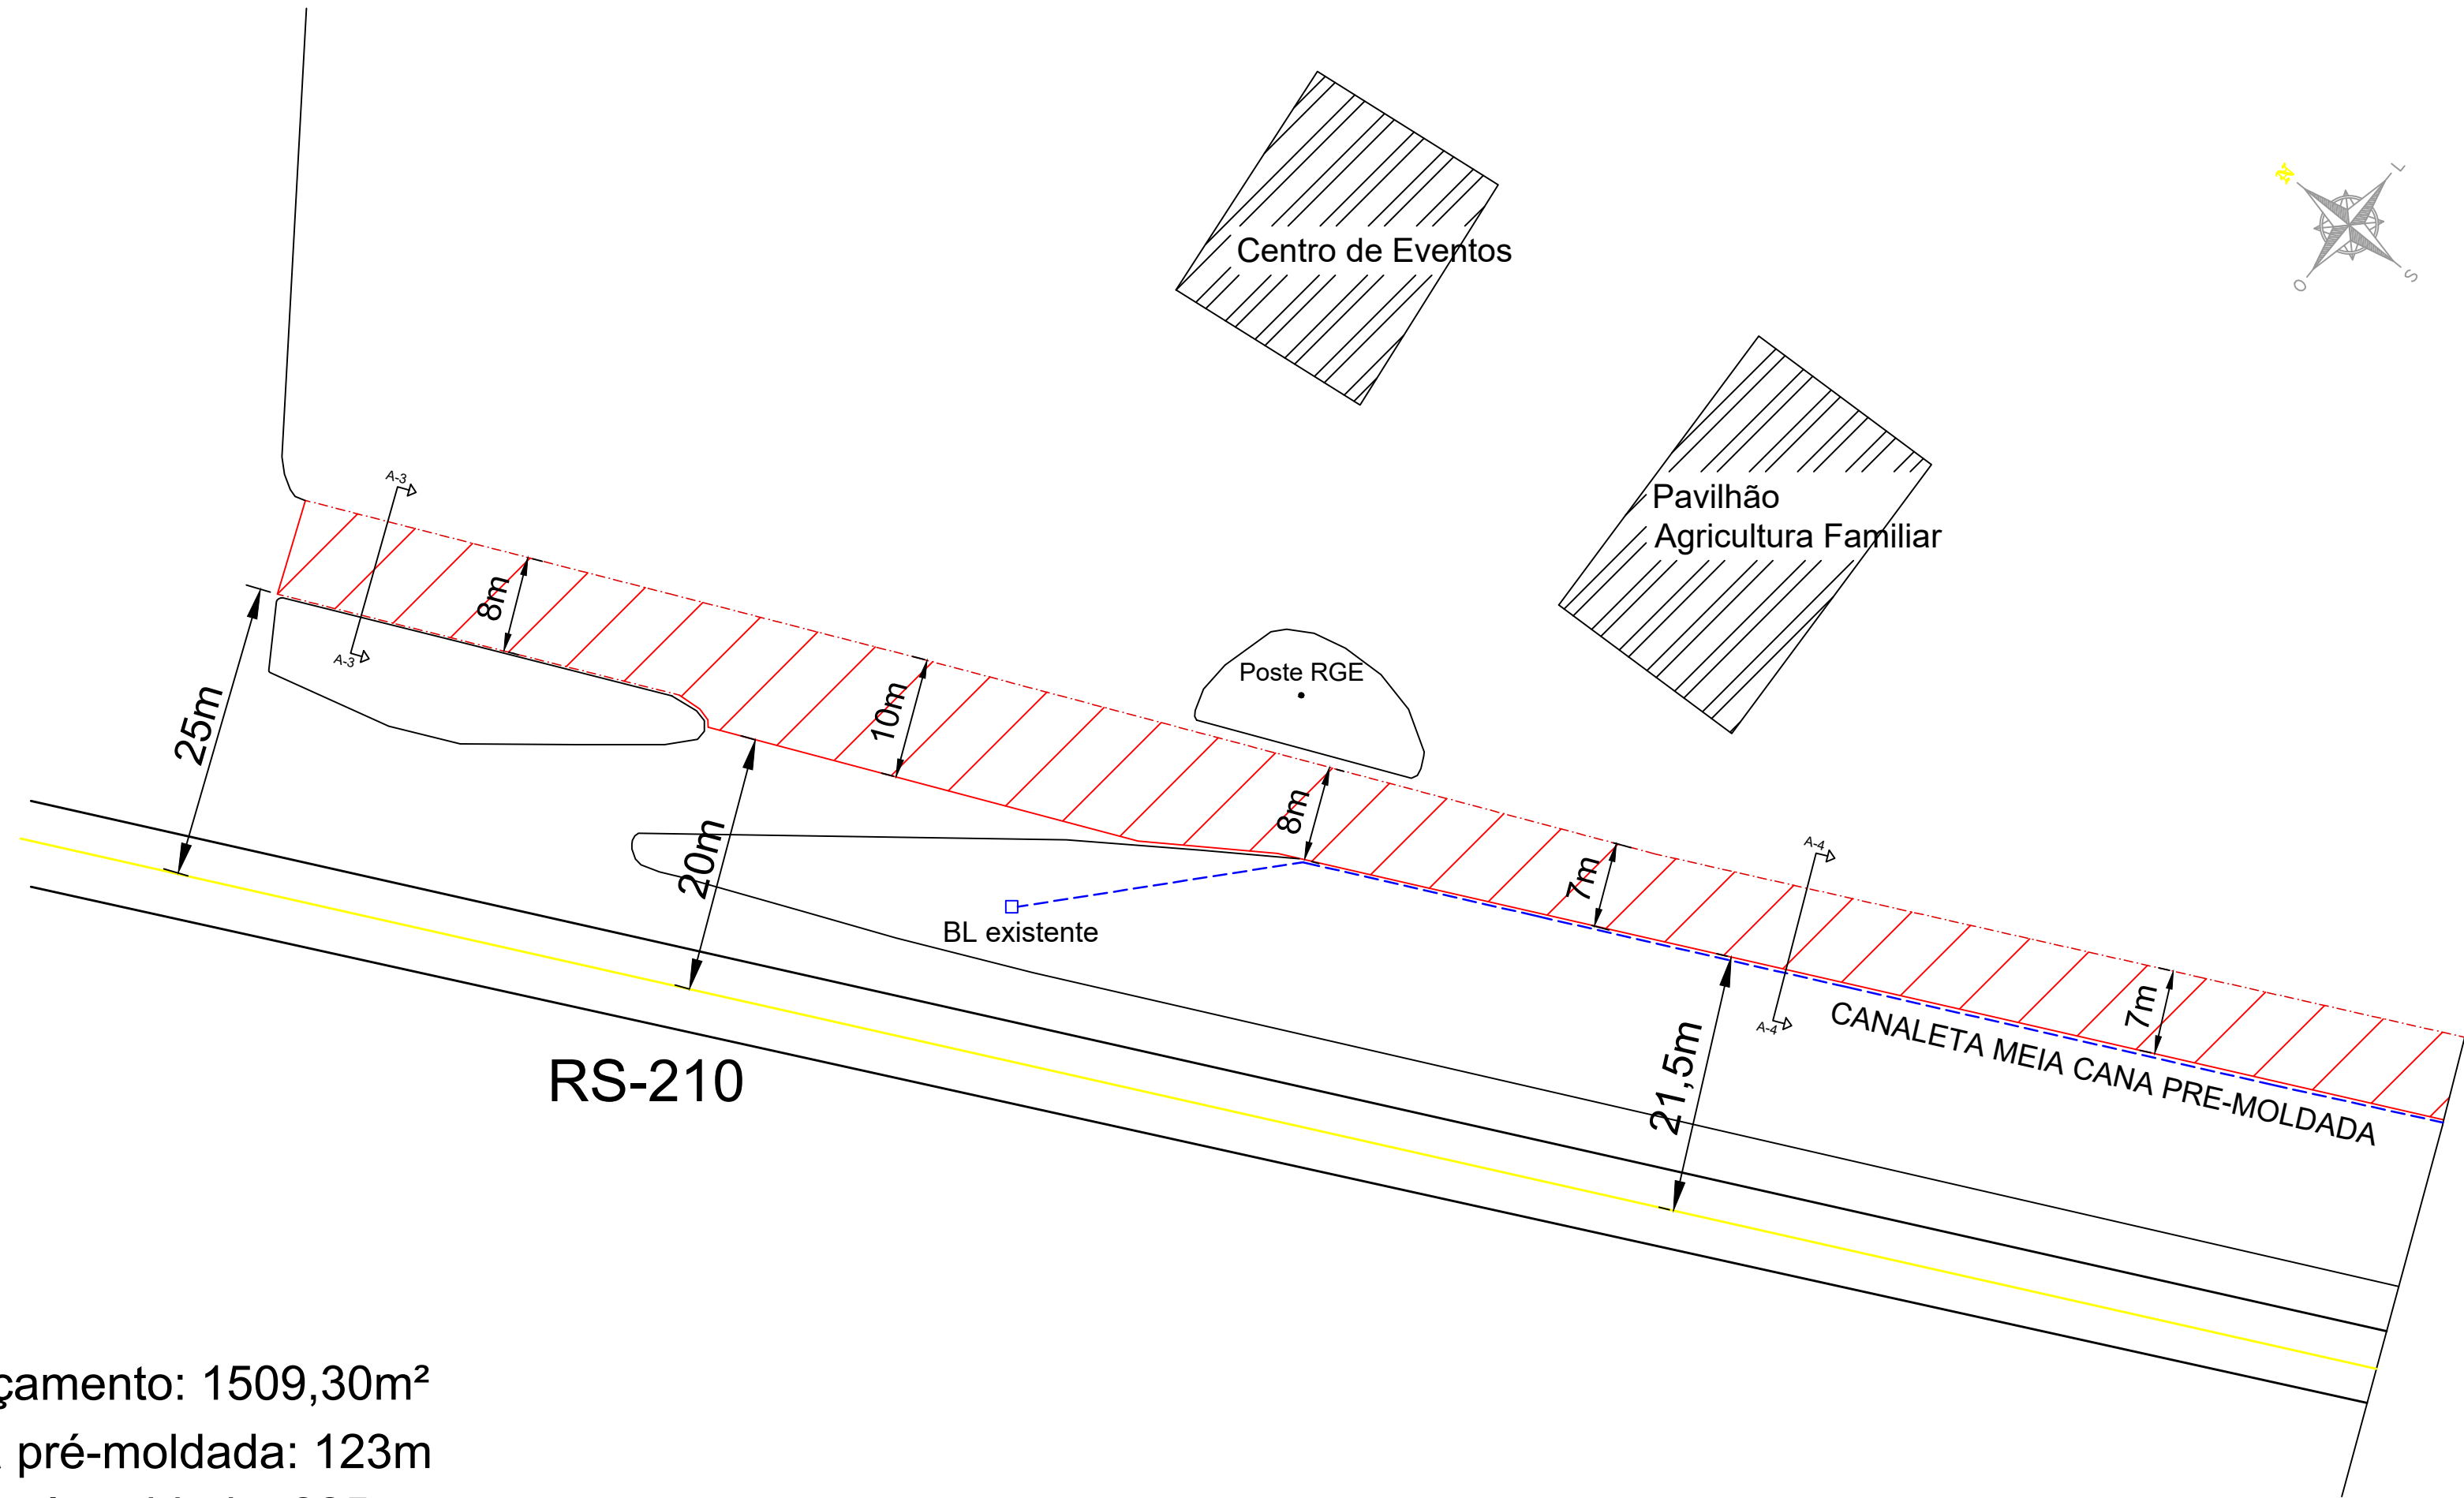 Centro de Eventos
L
S
O
Pavilhão
Agricultura Familiar
A-3
8m
A-3
Poste RGE
25m
10m
8m
20m
7m
A-4
BL existente
7m
A-4
CANALETA MEIA CANA PRE-MOLDADA
21,5m
RS-210
çamento: 1509,30m²
pré-moldada: 123m